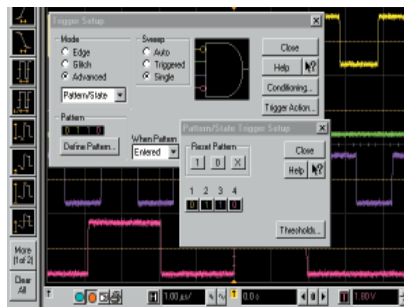 Trigger Setup
Mode
Edge
Glitch
Advanced
Pattern/State
Sweep
Auto
Triggered
Single
Close
Help
Conditioning...
Trigger Action...
Pattern
0 1 1 0
Define Pattern...
When Pattern
Entered
Pattern/State Trigger Setup
Reset Pattern
1 0 X
Close
Help
1 2 3 4
0 1 1 0
Thresholds...
More
(1 of 2)
Clear
All
H 1.00 µs/
T 0.0 s
T 1.80 V